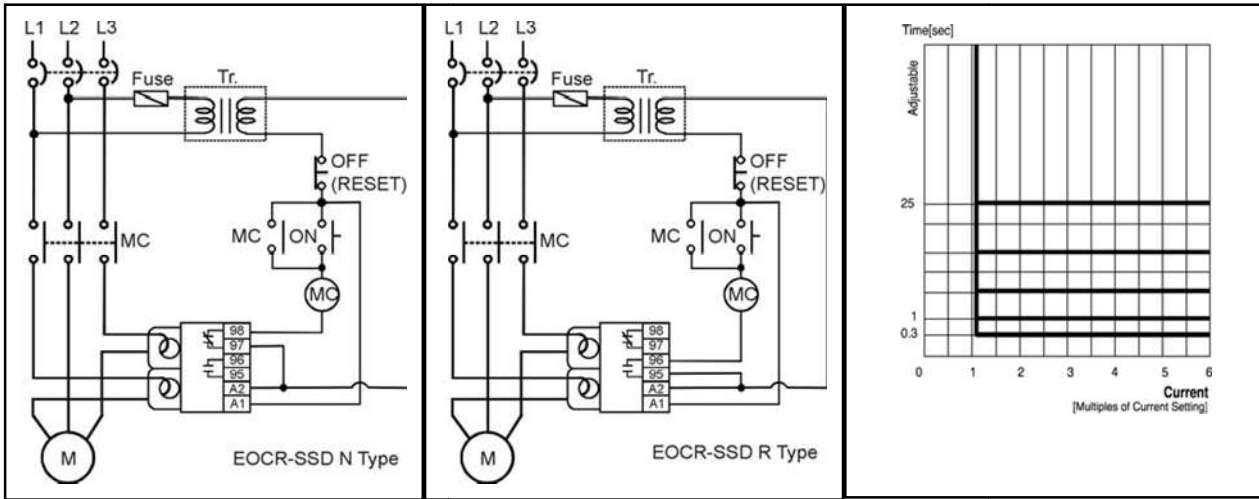 L1 L2 L3
Fuse Tr.
OFF
(RESET)
MC ON
MC
MC
98
97
96
95
A2
A1
M
EOCR-SSD N Type
L1 L2 L3
Fuse Tr.
OFF
(RESET)
MC ON
MC
MC
98
97
96
95
A2
A1
M
EOCR-SSD R Type
Time[sec]
Adjustable
25
1
0.3
0 1 2 3 4 5 6
Current
[Multiples of Current Setting]